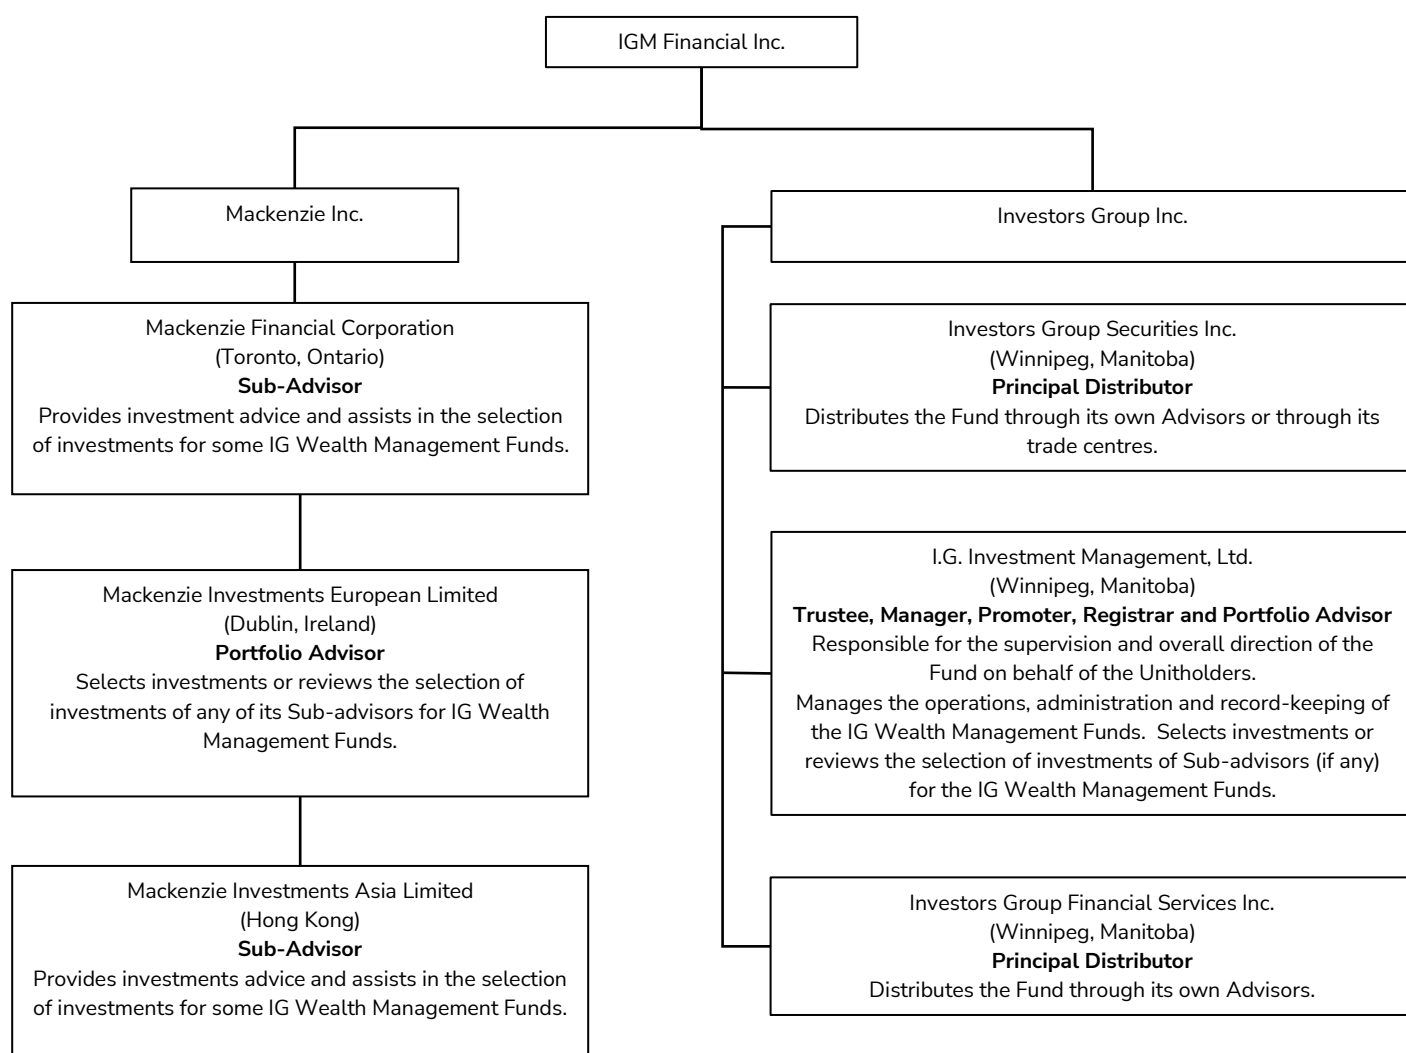 IGM Financial Inc.
Mackenzie Inc.
Investors Group Inc.
Mackenzie Financial Corporation
(Toronto, Ontario)
Sub-Advisor
Provides investment advice and assists in the selection
of investments for some IG Wealth Management Funds.
Investors Group Securities Inc.
(Winnipeg, Manitoba)
Principal Distributor
Distributes the Fund through its own Advisors or through its
trade centres.
Mackenzie Investments European Limited
(Dublin, Ireland)
Portfolio Advisor
Selects investments or reviews the selection of
investments of any of its Sub-advisors for IG Wealth
Management Funds.
I.G. Investment Management, Ltd.
(Winnipeg, Manitoba)
Trustee, Manager, Promoter, Registrar and Portfolio Advisor
Responsible for the supervision and overall direction of the
Fund on behalf of the Unitholders.
Manages the operations, administration and record-keeping of
the IG Wealth Management Funds.  Selects investments or
reviews the selection of investments of Sub-advisors (if any)
for the IG Wealth Management Funds.
Mackenzie Investments Asia Limited
(Hong Kong)
Sub-Advisor
Provides investments advice and assists in the selection
of investments for some IG Wealth Management Funds.
Investors Group Financial Services Inc.
(Winnipeg, Manitoba)
Principal Distributor
Distributes the Fund through its own Advisors.